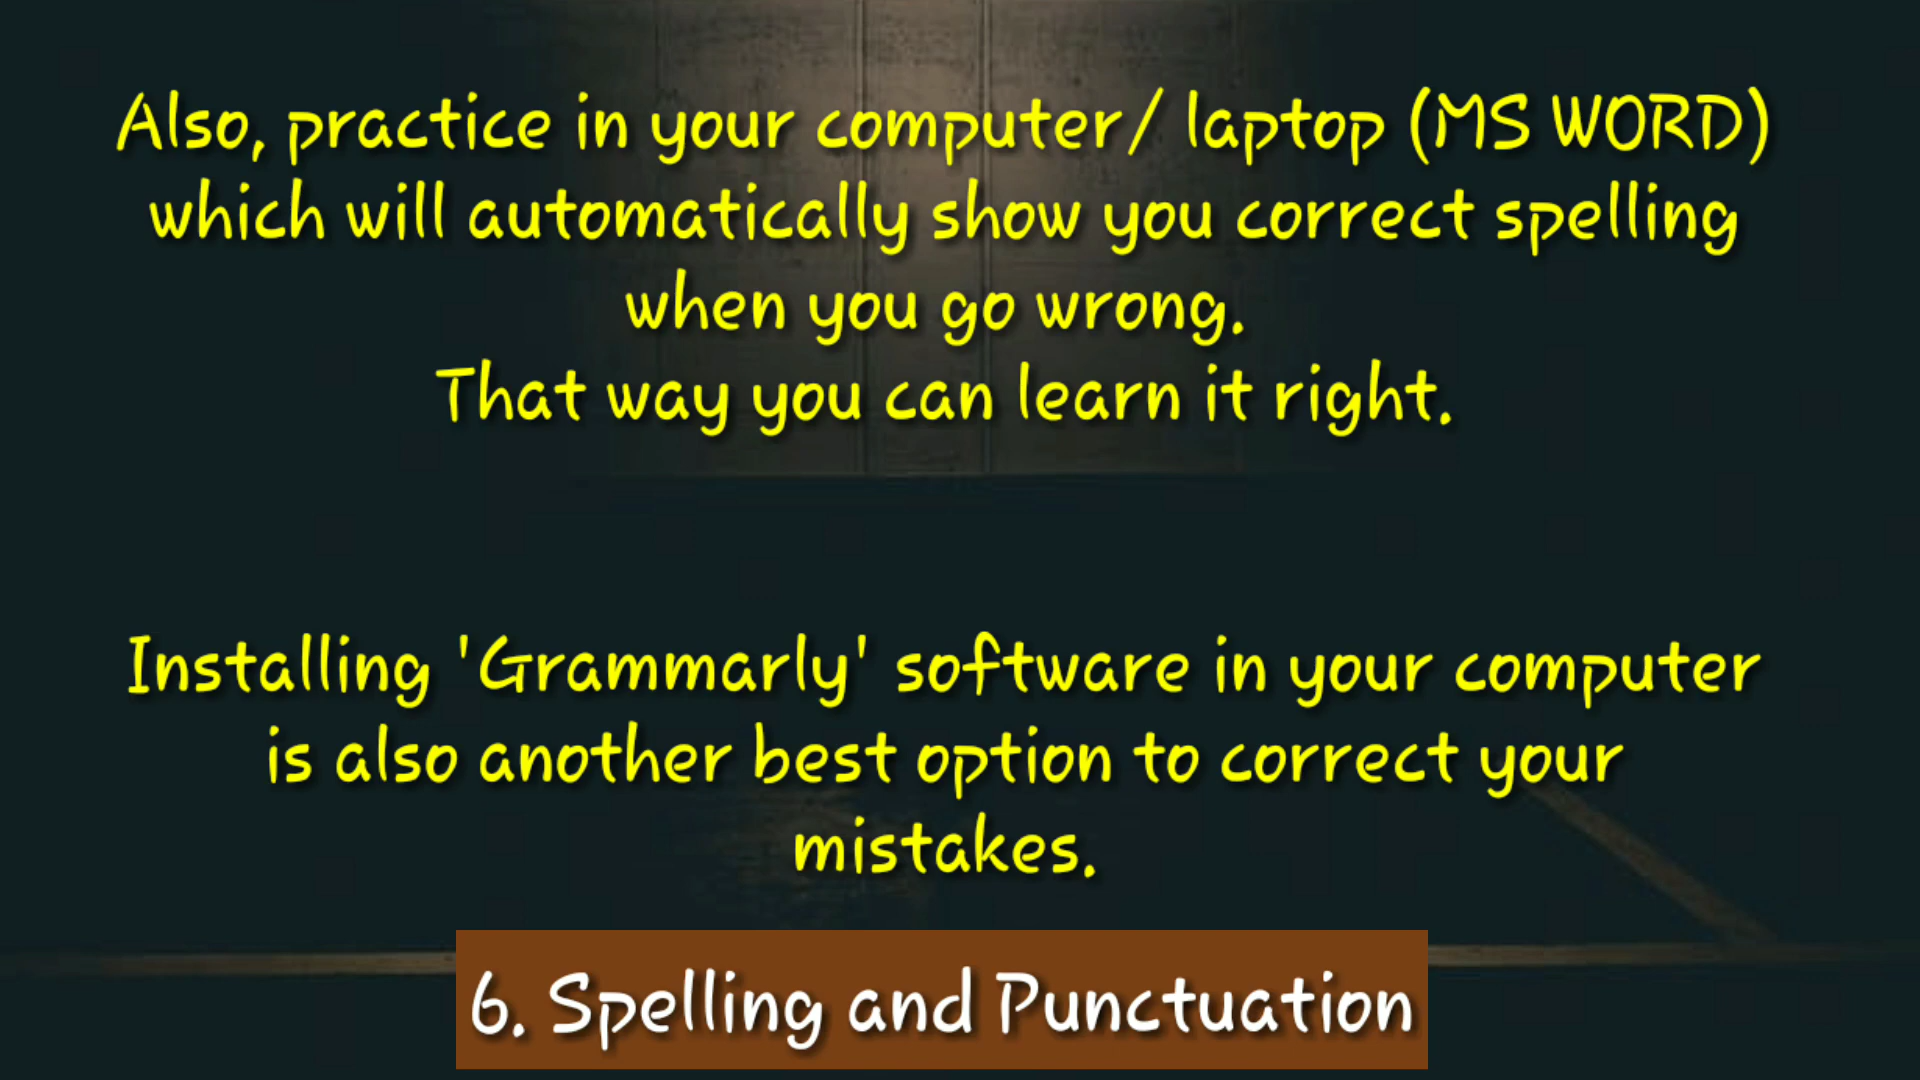 Also, practice in your computer/ laptop (MS WORD)
which will automatically show you correct spelling
when you go wrong.
That way you can learn it right.
Installing 'Grammarly' software in your computer
is also another best option to correct your
mistakes.
6. Spelling and Punctuation